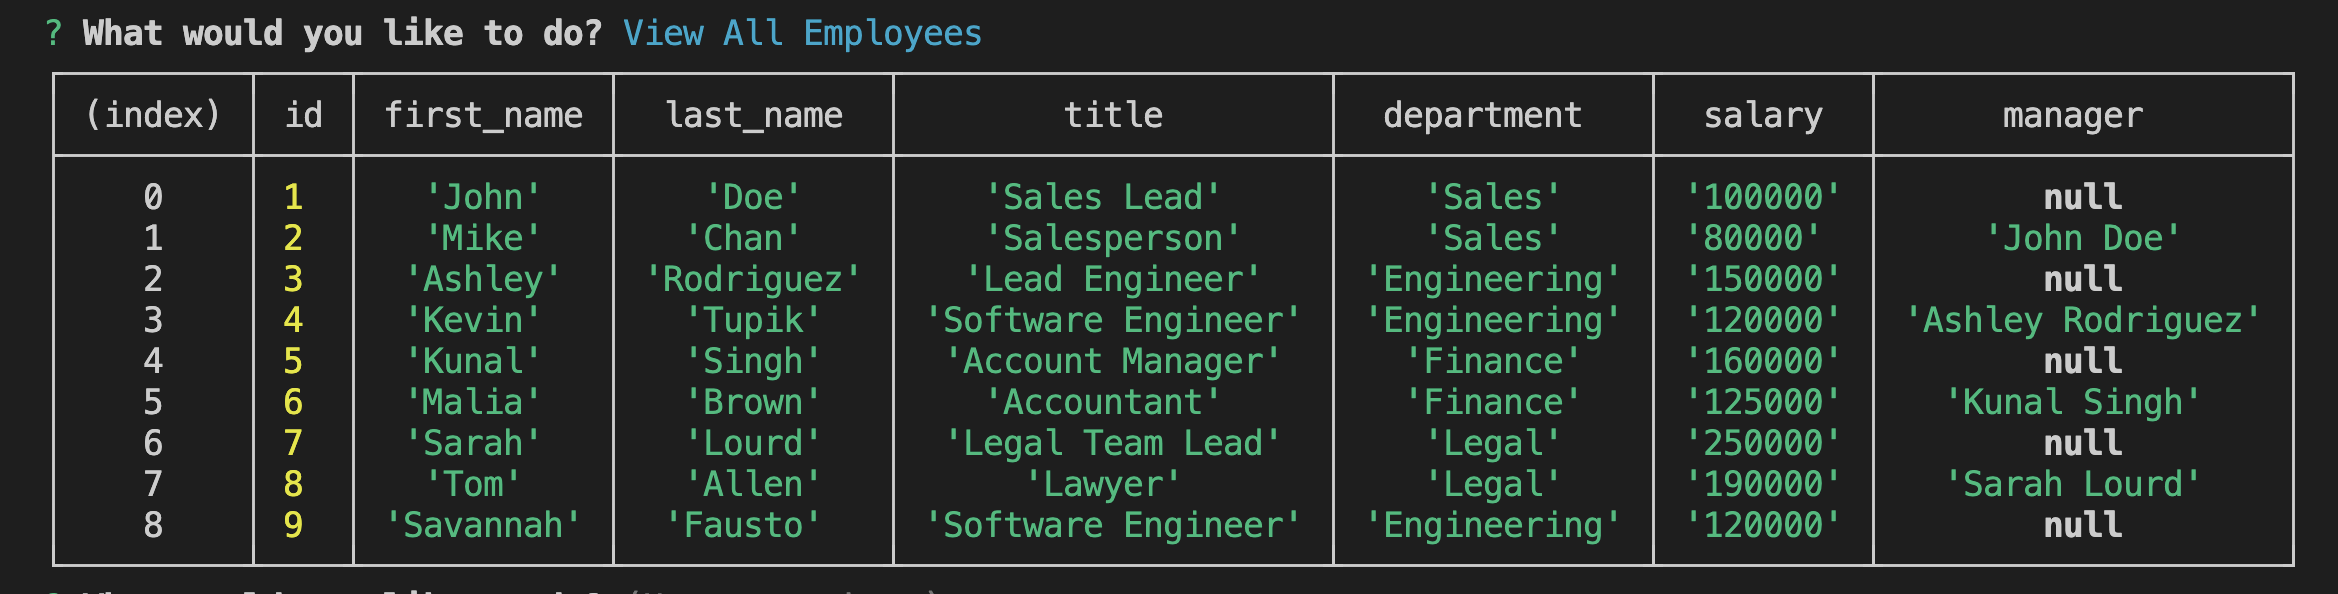 ? What would you like to do? View All Employees
(index) id first_name last_name title department salary manager
0 1 'John' 'Doe' 'Sales Lead' 'Sales' '100000' null
1 2 'Mike' 'Chan' 'Salesperson' 'Sales' '80000' 'John Doe'
2 3 'Ashley' 'Rodriguez' 'Lead Engineer' 'Engineering' '150000' null
3 4 'Kevin' 'Tupik' 'Software Engineer' 'Engineering' '120000' 'Ashley Rodriguez'
4 5 'Kunal' 'Singh' 'Account Manager' 'Finance' '160000' null
5 6 'Malia' 'Brown' 'Accountant' 'Finance' '125000' 'Kunal Singh'
6 7 'Sarah' 'Lourd' 'Legal Team Lead' 'Legal' '250000' null
7 8 'Tom' 'Allen' 'Lawyer' 'Legal' '190000' 'Sarah Lourd'
8 9 'Savannah' 'Fausto' 'Software Engineer' 'Engineering' '120000' null